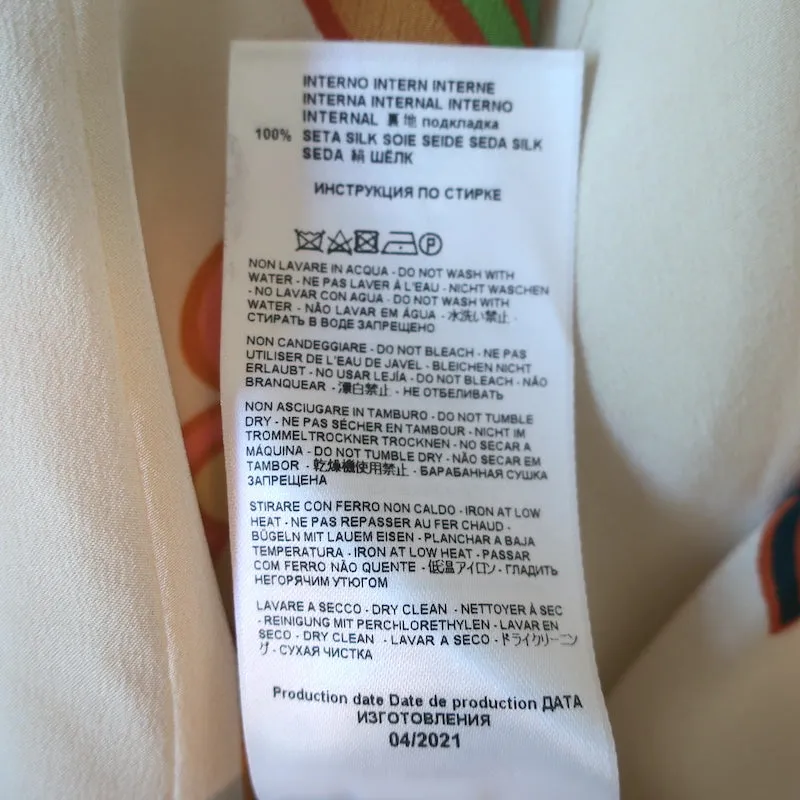 INTERNO INTERN INTERNE
INTERNA INTERNAL INTERNO
INTERNAL 裏地 подкладка
100% SETA SILK SOIE SEIDE SEDA SILK
SEDA 絹 ШЁЛК
ИНСТРУКЦИЯ ПО СТИРКЕ
P
NON LAVARE IN ACQUA - DO NOT WASH WITH
WATER - NE PAS LAVER À L'EAU - NICHT WASCHEN
- NO LAVAR CON AGUA - DO NOT WASH WITH
WATER - NÃO LAVAR EM ÁGUA - 水洗い禁止 -
СТИРАТЬ В ВОДЕ ЗАПРЕЩЕНО
NON CANDEGGIARE - DO NOT BLEACH - NE PAS
UTILISER DE L'EAU DE JAVEL - BLEICHEN NICHT
ERLAUBT - NO USAR LEJÍA - DO NOT BLEACH - NÃO
BRANQUEAR - 漂白禁止 - НЕ ОТБЕЛИВАТЬ
NON ASCIUGARE IN TAMBURO - DO NOT TUMBLE
DRY - NE PAS SÉCHER EN TAMBOUR - NICHT IM
TROMMELTROCKNER TROCKNEN - NO SECAR A
MÁQUINA - DO NOT TUMBLE DRY - NÃO SECAR EM
TAMBOR - 乾燥機使用禁止 - БАРАБАННАЯ СУШКА
ЗАПРЕЩЕНА
STIRARE CON FERRO NON CALDO - IRON AT LOW
HEAT - NE PAS REPASSER AU FER CHAUD -
BÜGELN MIT LAUEM EISEN - PLANCHAR A BAJA
TEMPERATURA - IRON AT LOW HEAT - PASSAR
COM FERRO NÃO QUENTE - 低温アイロン - ГЛАДИТЬ
НЕГОРЯЧИМ УТЮГОМ
LAVARE A SECCO - DRY CLEAN - NETTOYER À SEC
- REINIGUNG MIT PERCHLORETHYLEN - LAVAR EN
SECO - DRY CLEAN - LAVAR A SECO - ドライクリーニン
グ - СУХАЯ ЧИСТКА
Production date Date de production ДАТА
ИЗГОТОВЛЕНИЯ
04/2021